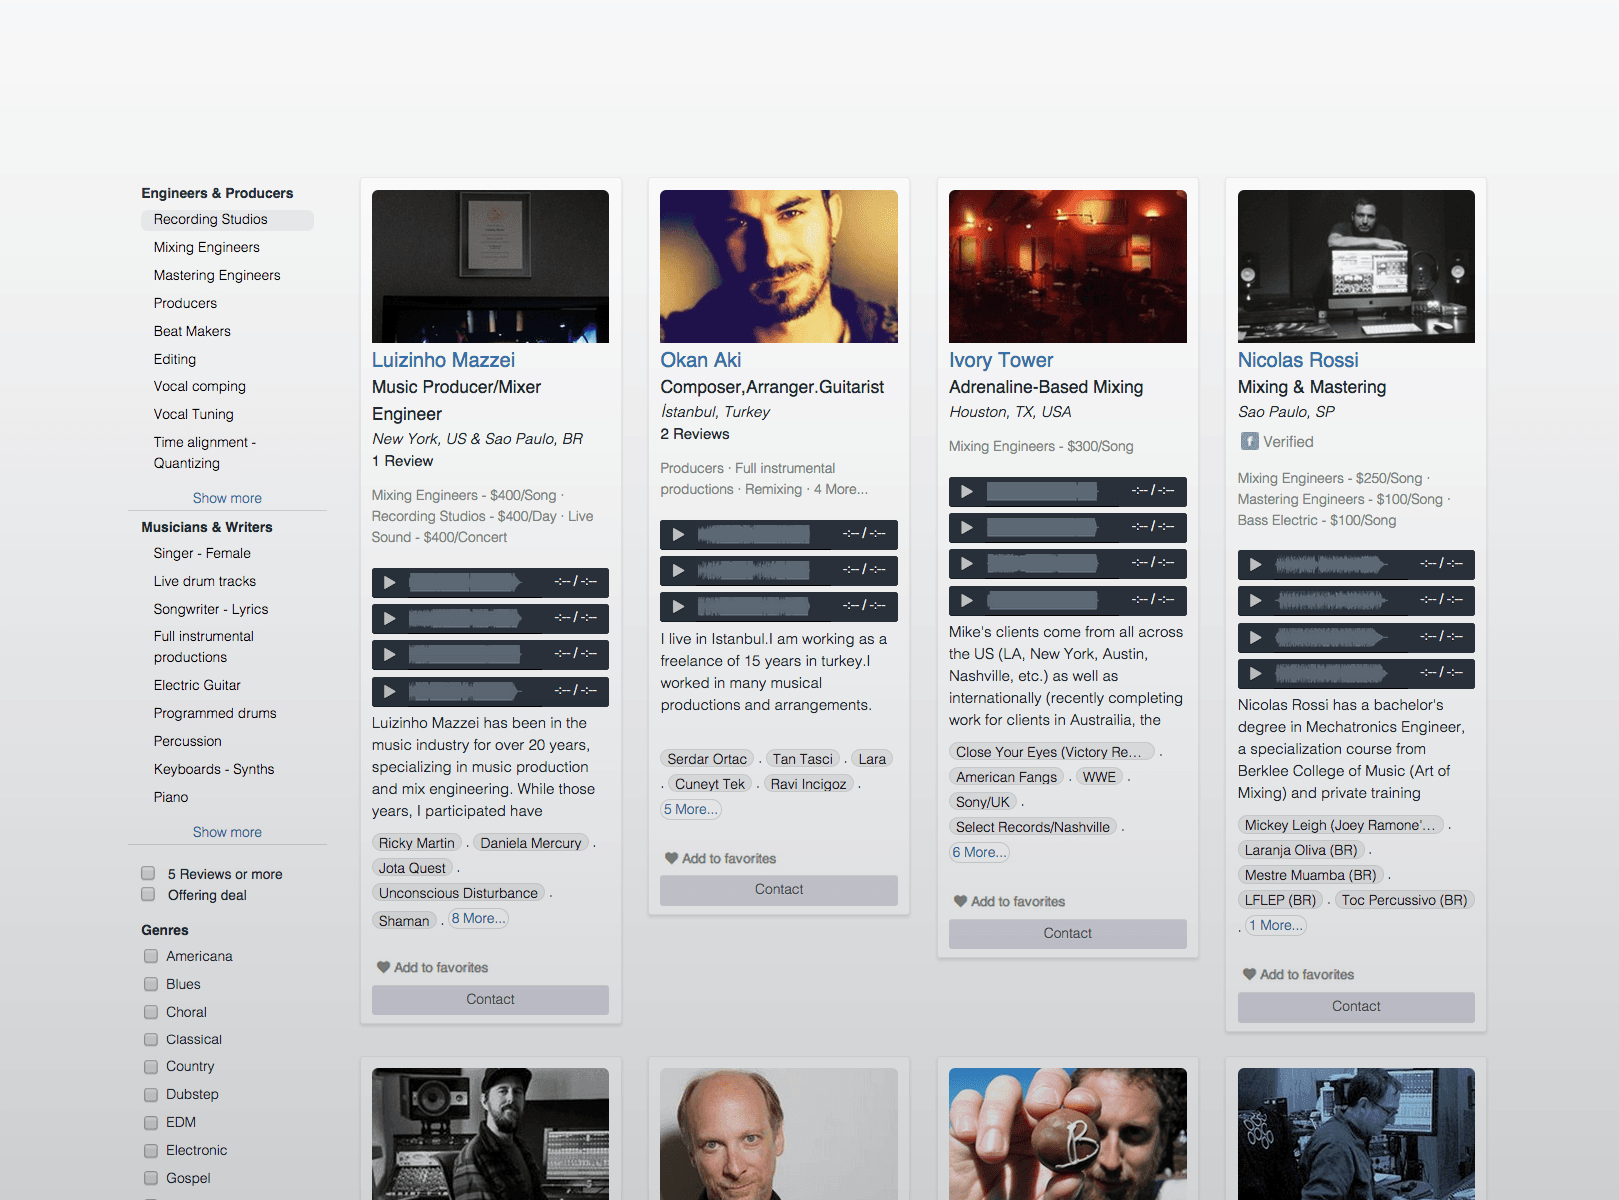 Engineers & Producers
Recording Studios
Mixing Engineers
Mastering Engineers
Producers
Beat Makers
Editing
Vocal comping
Vocal Tuning
Time alignment -
Quantizing
Show more
Musicians & Writers
Singer - Female
Live drum tracks
Songwriter - Lyrics
Full instrumental
productions
Electric Guitar
Programmed drums
Percussion
Keyboards - Synths
Piano
Show more
5 Reviews or more
Offering deal
Genres
Americana
Blues
Choral
Classical
Country
Dubstep
EDM
Electronic
Gospel
Luizinho Mazzei
Music Producer/Mixer
Engineer
New York, US & Sao Paulo, BR
1 Review
Mixing Engineers - $400/Song ·
Recording Studios - $400/Day · Live
Sound - $400/Concert
-:-- / -:--
-:-- / -:--
-:-- / -:--
-:-- / -:--
Luizinho Mazzei has been in the
music industry for over 20 years,
specializing in music production
and mix engineering. While those
years, I participated have
Ricky Martin . Daniela Mercury .
Jota Quest .
Unconscious Disturbance .
Shaman . 8 More...
Add to favorites
Contact
Okan Aki
Composer,Arranger.Guitarist
İstanbul, Turkey
2 Reviews
Producers · Full instrumental
productions · Remixing · 4 More...
-:-- / -:--
-:-- / -:--
-:-- / -:--
I live in Istanbul.I am working as a
freelance of 15 years in turkey.I
worked in many musical
productions and arrangements.
Serdar Ortac . Tan Tasci . Lara
. Cuneyt Tek . Ravi Incigoz .
5 More...
Add to favorites
Contact
Ivory Tower
Adrenaline-Based Mixing
Houston, TX, USA
Mixing Engineers - $300/Song
-:-- / -:--
-:-- / -:--
-:-- / -:--
-:-- / -:--
Mike's clients come from all across
the US (LA, New York, Austin,
Nashville, etc.) as well as
internationally (recently completing
work for clients in Austrailia, the
Close Your Eyes (Victory Re... .
American Fangs . WWE .
Sony/UK .
Select Records/Nashville .
6 More...
Add to favorites
Contact
Nicolas Rossi
Mixing & Mastering
Sao Paulo, SP
f Verified
Mixing Engineers - $250/Song ·
Mastering Engineers - $100/Song ·
Bass Electric - $100/Song
-:-- / -:--
-:-- / -:--
-:-- / -:--
-:-- / -:--
Nicolas Rossi has a bachelor's
degree in Mechatronics Engineer,
a specialization course from
Berklee College of Music (Art of
Mixing) and private training
Mickey Leigh (Joey Ramone'... .
Laranja Oliva (BR) .
Mestre Muamba (BR) .
LFLEP (BR) . Toc Percussivo (BR)
. 1 More...
Add to favorites
Contact